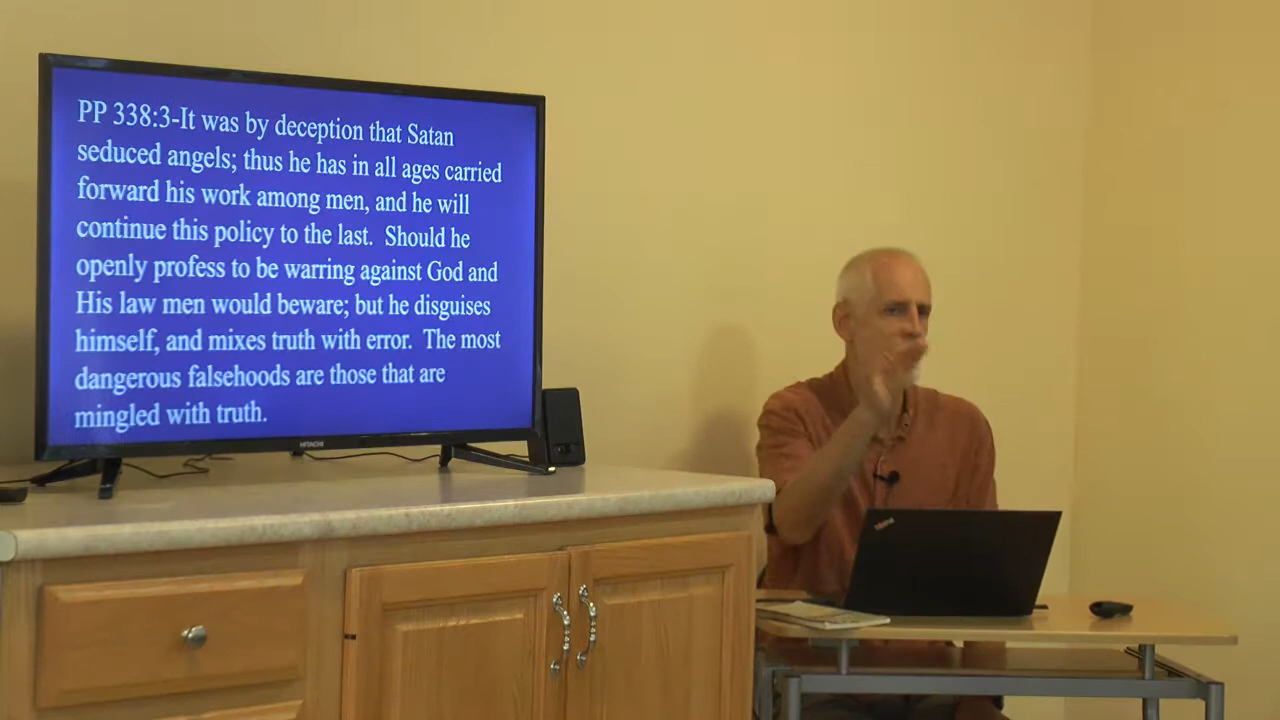 PP 338:3-It was by deception that Satan
seduced angels; thus he has in all ages carried
forward his work among men, and he will
continue this policy to the last.  Should he
openly profess to be warring against God and
His law men would beware; but he disguises
himself, and mixes truth with error.  The most
dangerous falsehoods are those that are
mingled with truth.
HITACHI
ThinkPad